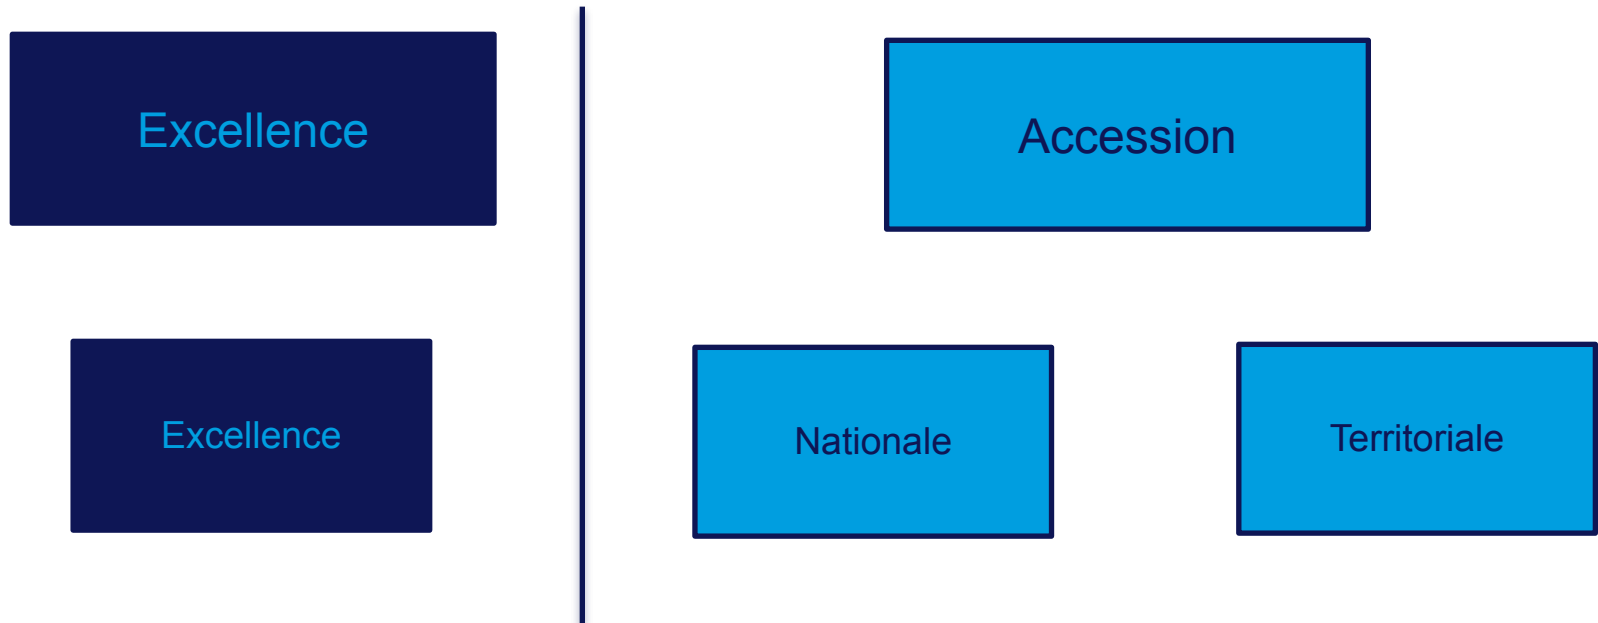 Excellence
Accession
Excellence
Nationale
Territoriale